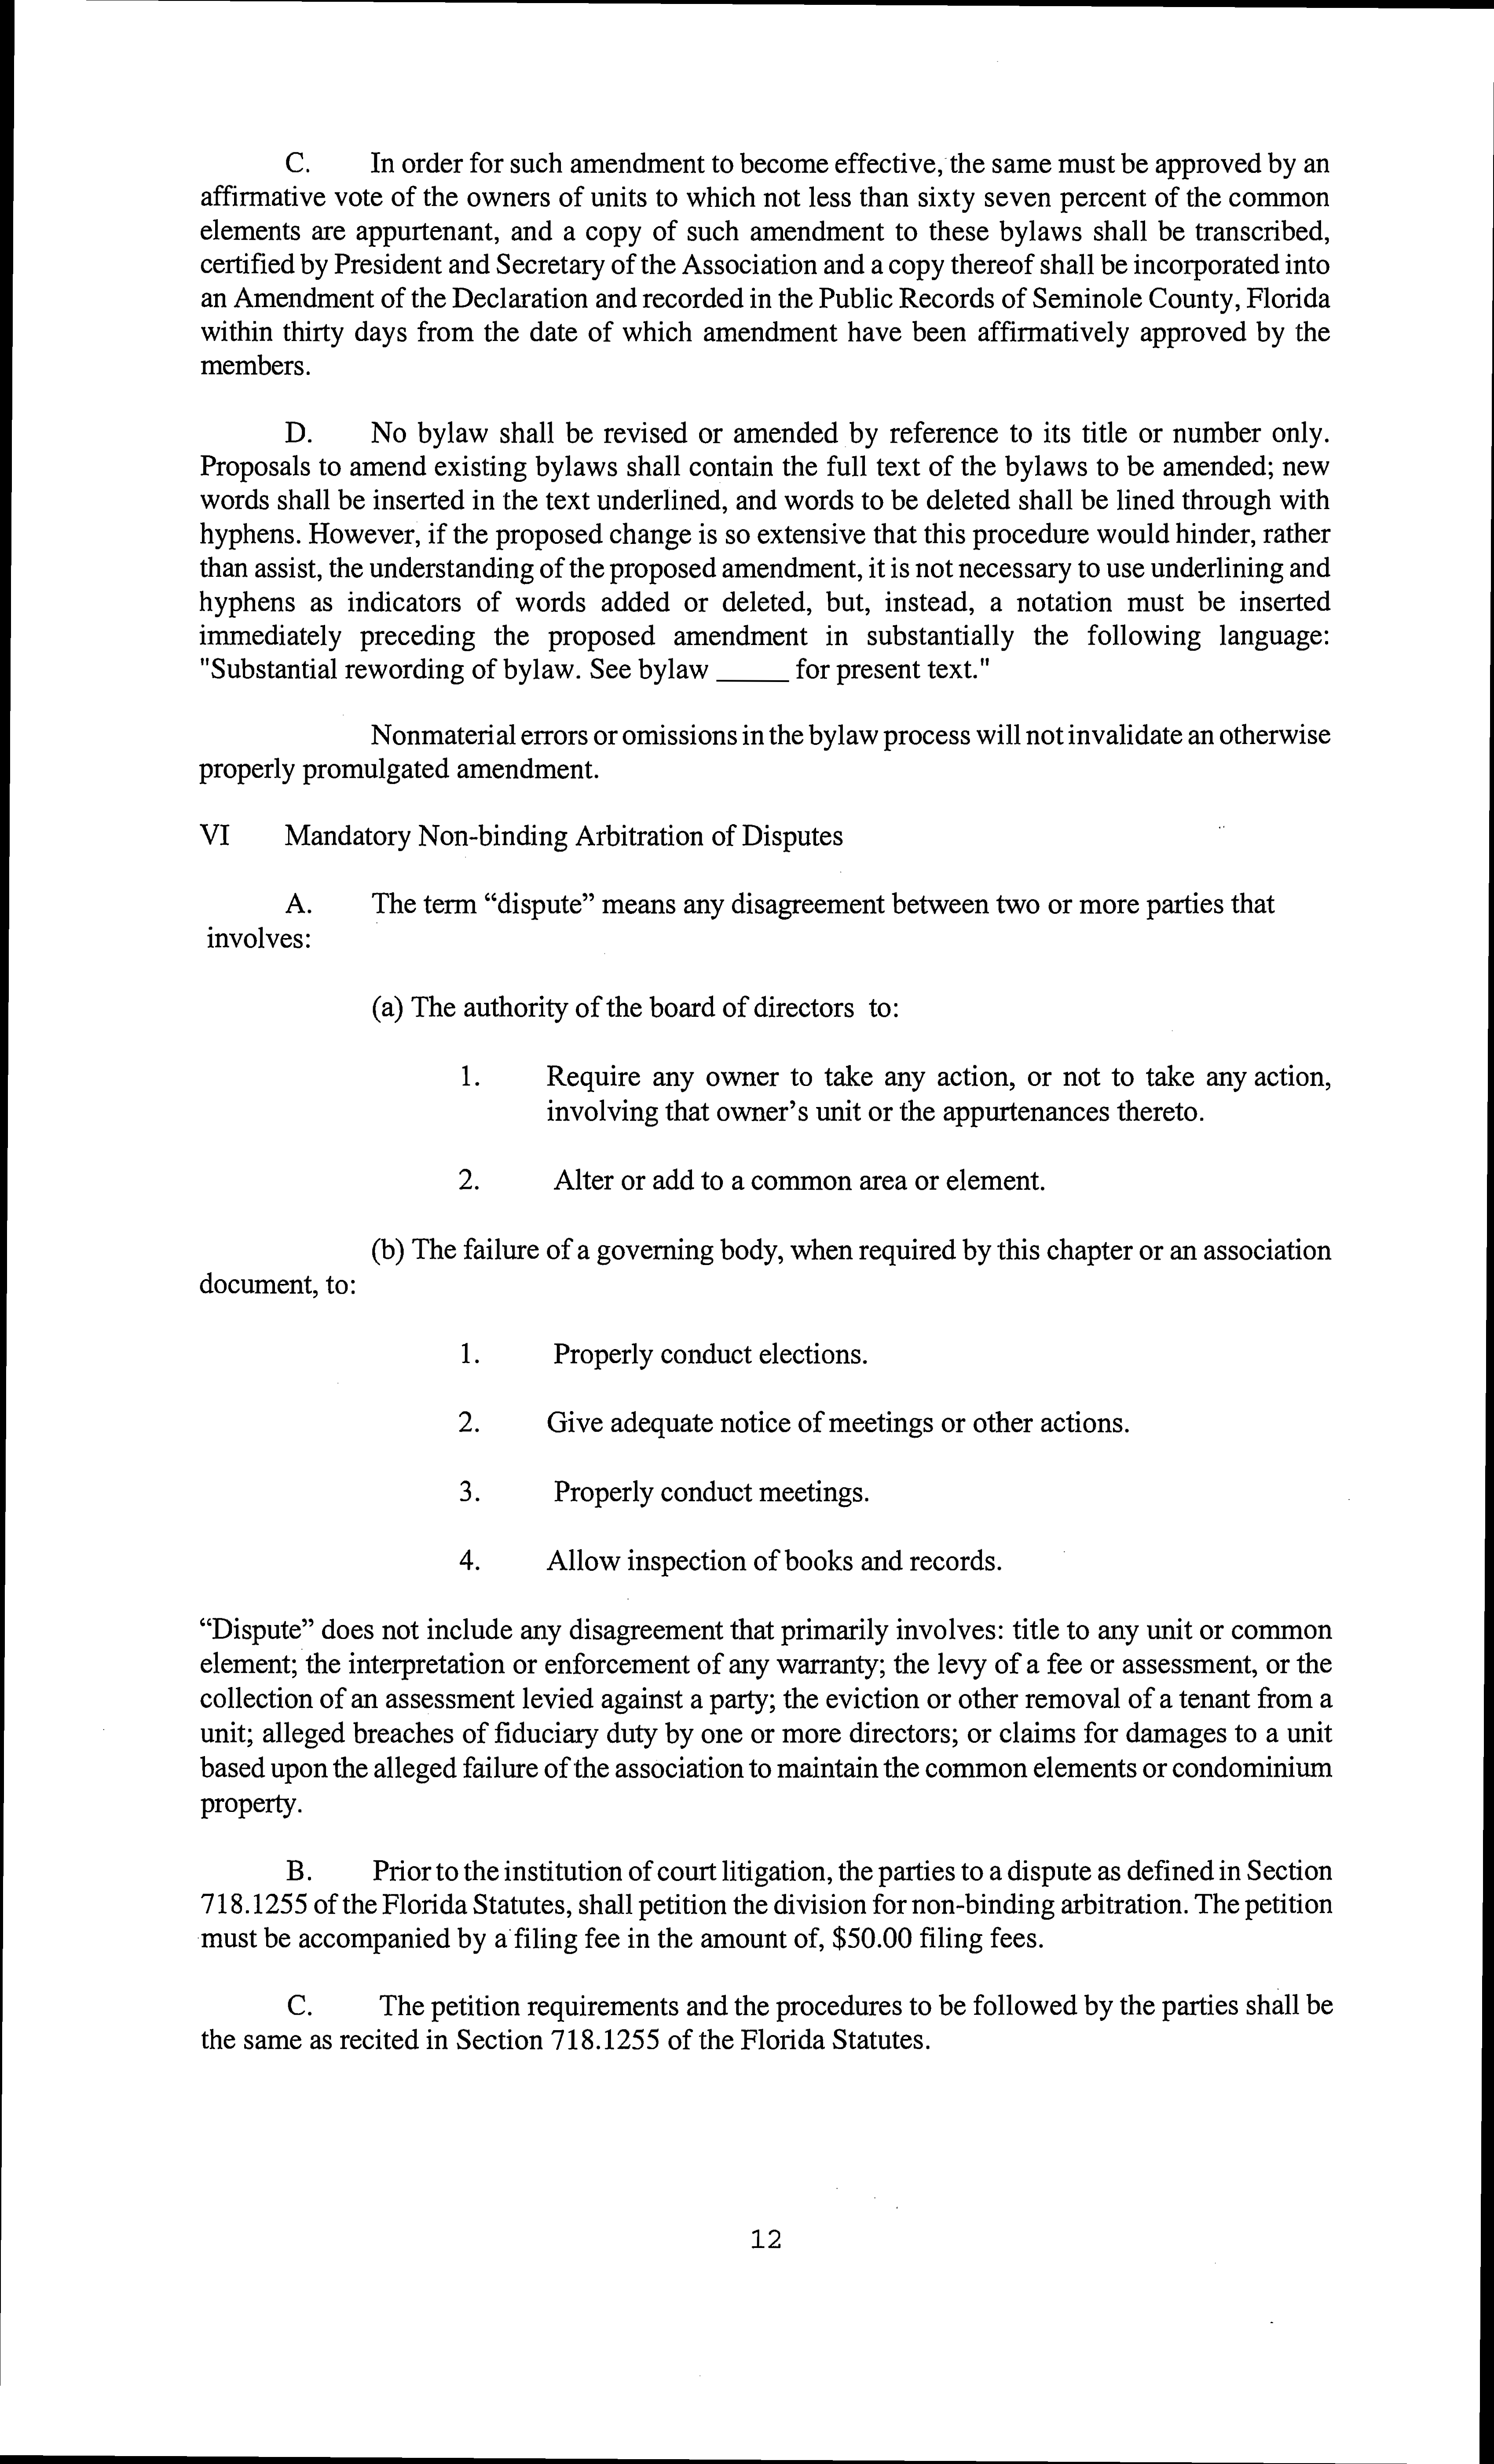 C. In order for such amendment to become effective, the same must be approved by an
affirmative vote of the owners of units to which not less than sixty seven percent of the common
elements are appurtenant, and a copy of such amendment to these bylaws shall be transcribed,
certified by President and Secretary of the Association and a copy thereof shall be incorporated into
an Amendment of the Declaration and recorded in the Public Records of Seminole County, Florida
within thirty days from the date of which amendment have been affirmatively approved by the
members.
D. No bylaw shall be revised or amended by reference to its title or number only.
Proposals to amend existing bylaws shall contain the full text of the bylaws to be amended; new
words shall be inserted in the text underlined, and words to be deleted shall be lined through with
hyphens. However, if the proposed change is so extensive that this procedure would hinder, rather
than assist, the understanding of the proposed amendment, it is not necessary to use underlining and
hyphens as indicators of words added or deleted, but, instead, a notation must be inserted
immediately preceding the proposed amendment in substantially the following language:
"Substantial rewording of bylaw. See bylaw _____ for present text."
Nonmaterial errors or omissions in the bylaw process will not invalidate an otherwise
properly promulgated amendment.
VI Mandatory Non-binding Arbitration of Disputes
A. The term “dispute” means any disagreement between two or more parties that
involves:
(a) The authority of the board of directors to:
1. Require any owner to take any action, or not to take any action,
involving that owner’s unit or the appurtenances thereto.
2. Alter or add to a common area or element.
(b) The failure of a governing body, when required by this chapter or an association
document, to:
1. Properly conduct elections.
2. Give adequate notice of meetings or other actions.
3. Properly conduct meetings.
4. Allow inspection of books and records.
“Dispute” does not include any disagreement that primarily involves: title to any unit or common
element; the interpretation or enforcement of any warranty; the levy of a fee or assessment, or the
collection of an assessment levied against a party; the eviction or other removal of a tenant from a
unit; alleged breaches of fiduciary duty by one or more directors; or claims for damages to a unit
based upon the alleged failure of the association to maintain the common elements or condominium
property.
B. Prior to the institution of court litigation, the parties to a dispute as defined in Section
718.1255 of the Florida Statutes, shall petition the division for non-binding arbitration. The petition
must be accompanied by a filing fee in the amount of, $50.00 filing fees.
C. The petition requirements and the procedures to be followed by the parties shall be
the same as recited in Section 718.1255 of the Florida Statutes.
12